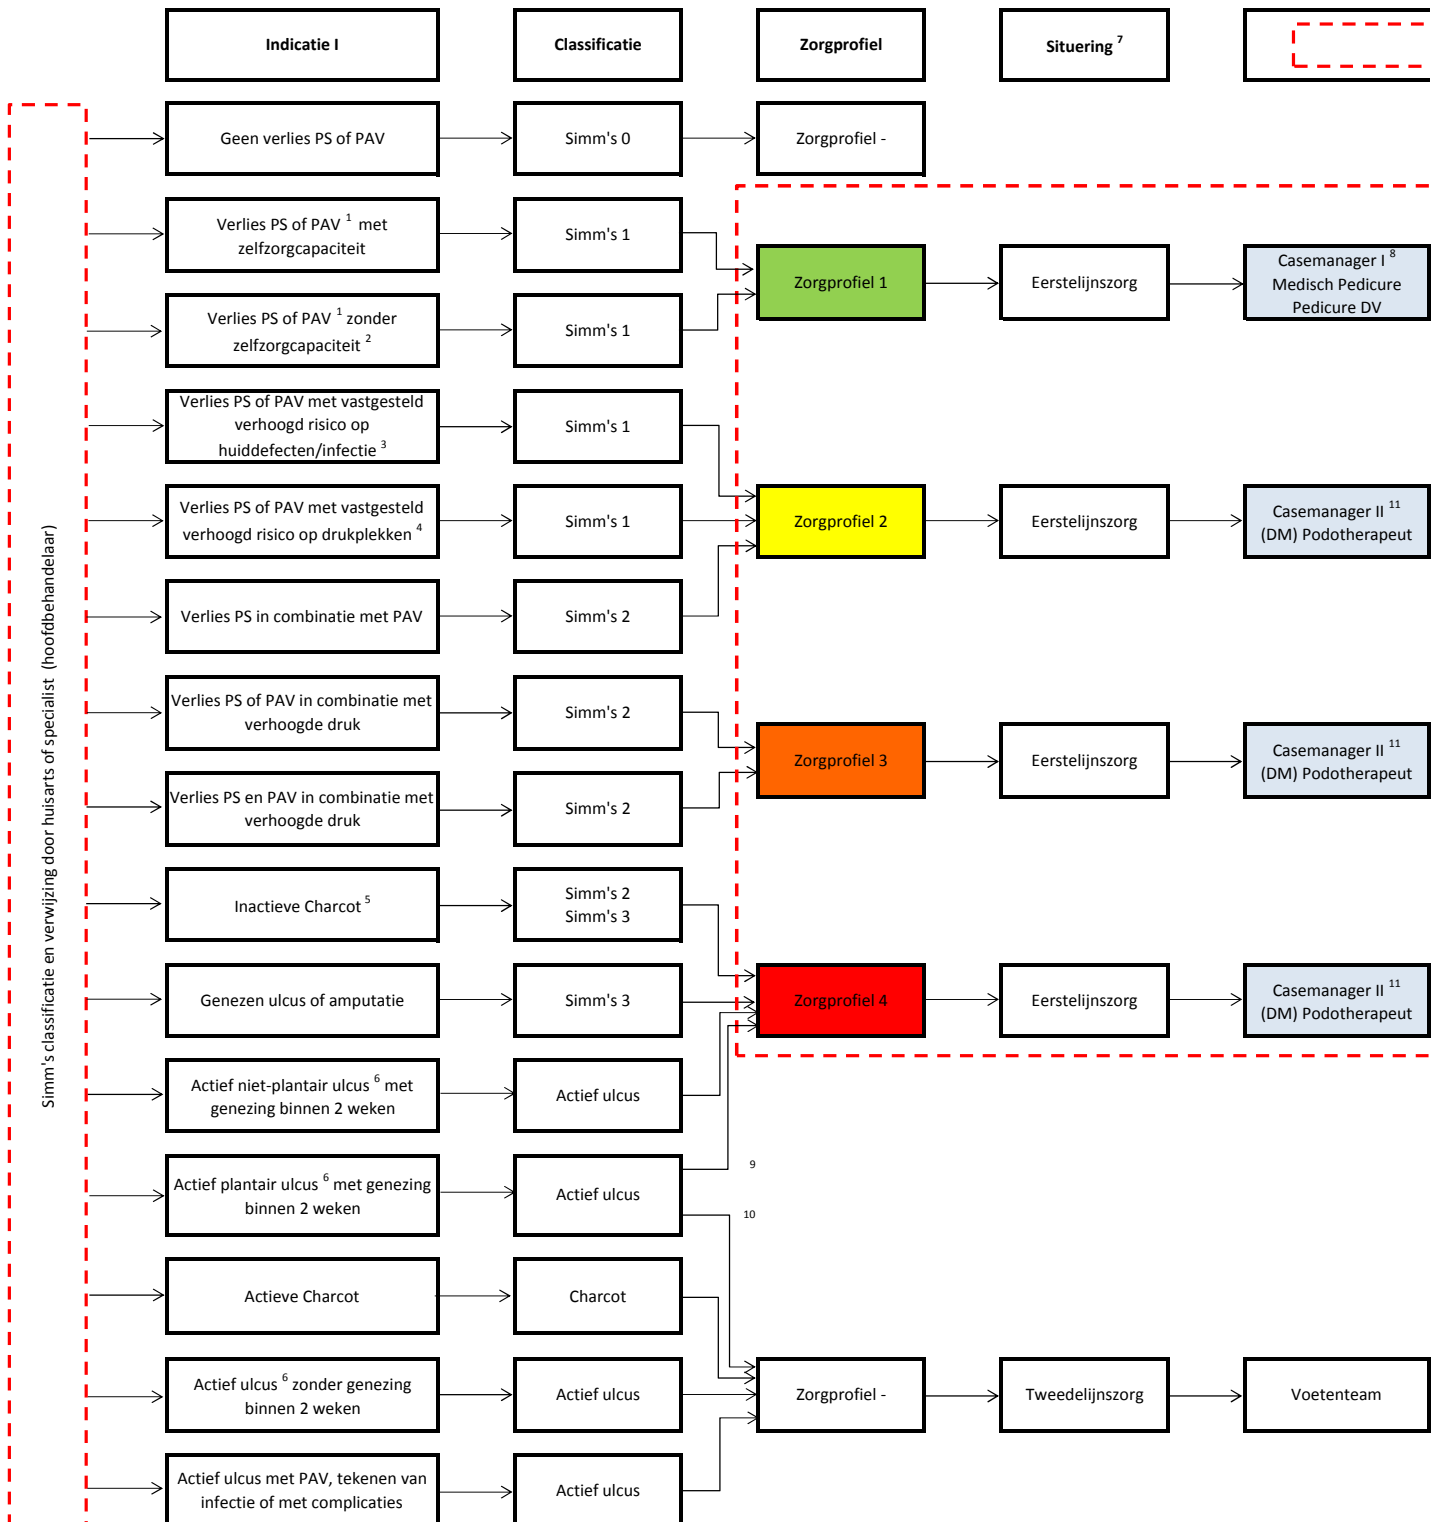 Indicatie I
Classificatie
Zorgprofiel
Situering 7
Simm's classificatie en verwijzing door huisarts of specialist (hoofdbehandelaar)
Geen verlies PS of PAV
Simm's 0
Zorgprofiel -
Verlies PS of PAV 1 met
zelfzorgcapaciteit
Simm's 1
Verlies PS of PAV 1 zonder
zelfzorgcapaciteit 2
Simm's 1
Zorgprofiel 1
Eerstelijnszorg
Casemanager I 8
Medisch Pedicure
Pedicure DV
Verlies PS of PAV met vastgesteld
verhoogd risico op
huiddefecten/infectie 3
Simm's 1
Verlies PS of PAV met vastgesteld
verhoogd risico op drukplekken 4
Simm's 1
Zorgprofiel 2
Eerstelijnszorg
Casemanager II 11
(DM) Podotherapeut
Verlies PS in combinatie met PAV
Simm's 2
Verlies PS of PAV in combinatie met
verhoogde druk
Simm's 2
Zorgprofiel 3
Eerstelijnszorg
Casemanager II 11
(DM) Podotherapeut
Verlies PS en PAV in combinatie met
verhoogde druk
Simm's 2
Inactieve Charcot 5
Simm's 2
Simm's 3
Genezen ulcus of amputatie
Simm's 3
Zorgprofiel 4
Eerstelijnszorg
Casemanager II 11
(DM) Podotherapeut
Actief niet-plantair ulcus 6 met
genezing binnen 2 weken
Actief ulcus
Actief plantair ulcus 6 met genezing
binnen 2 weken
Actief ulcus
9
10
Actieve Charcot
Charcot
Actief ulcus 6 zonder genezing
binnen 2 weken
Actief ulcus
Zorgprofiel -
Tweedelijnszorg
Voetenteam
Actief ulcus met PAV, tekenen van
infectie of met complicaties
Actief ulcus